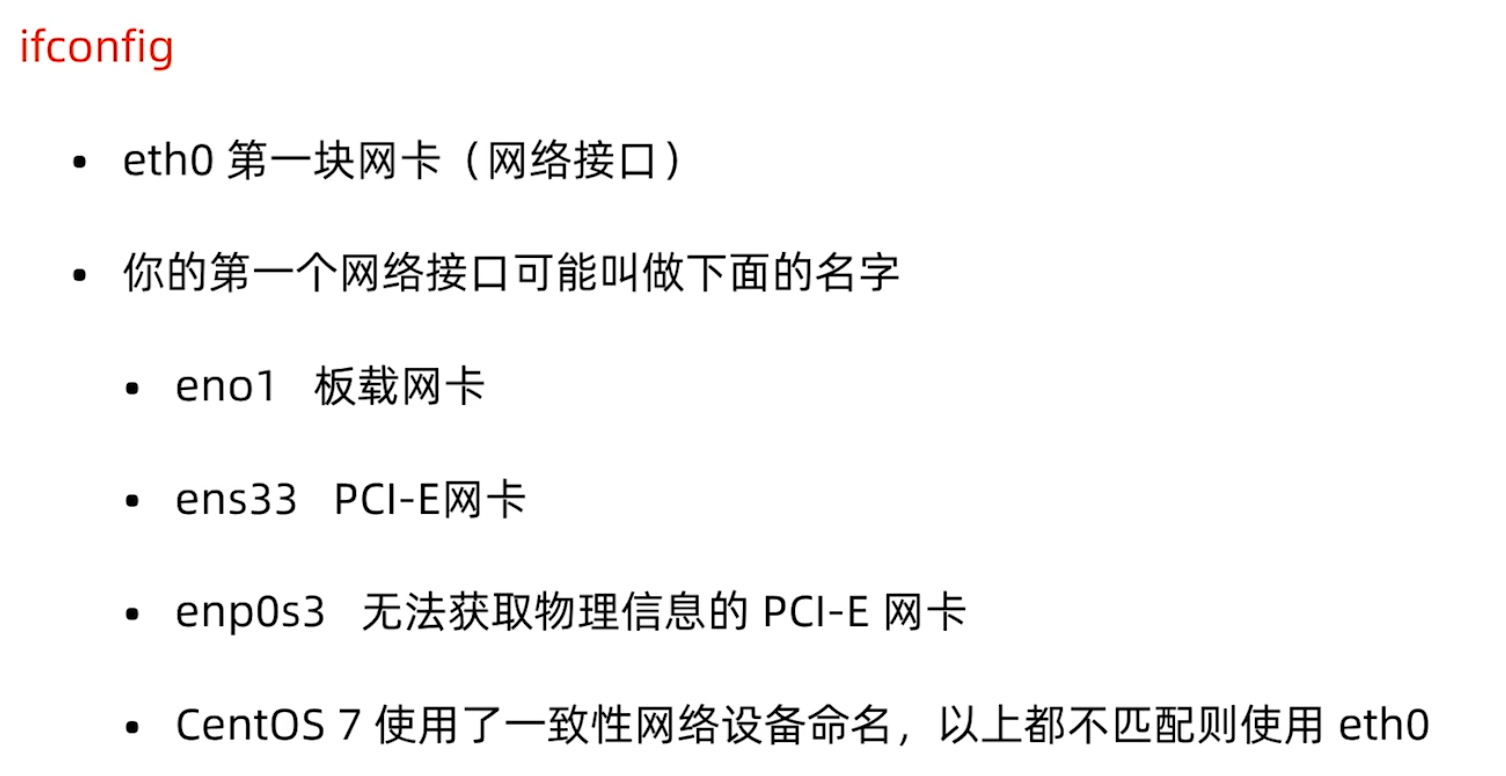 ifconfig
• eth0 第一块网卡（网络接口）
• 你的第一个网络接口可能叫做下面的名字
• eno1 板载网卡
• ens33 PCI-E网卡
• enp0s3 无法获取物理信息的 PCI-E 网卡
• CentOS 7 使用了一致性网络设备命名，以上都不匹配则使用 eth0